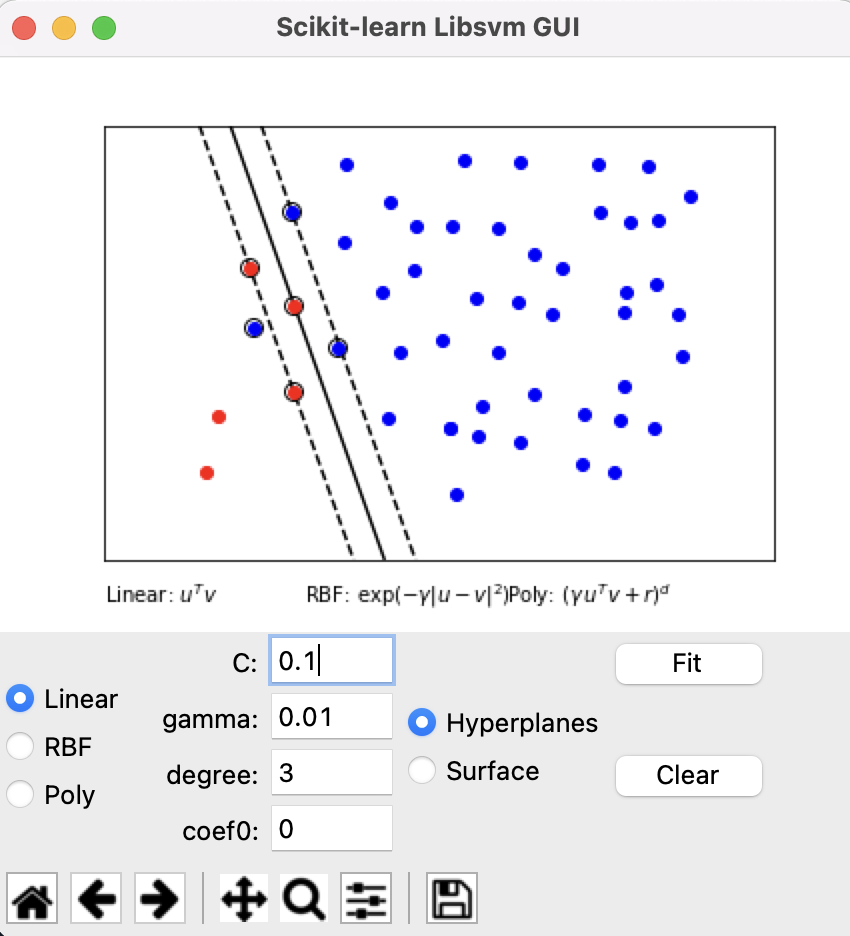 Scikit-learn Libsvm GUI
Linear: uᵀv RBF: exp(−γ|u − v|²)Poly: (γuᵀv + r)ᵈ
C: 0.1 Fit
Linear
gamma: 0.01 Hyperplanes
RBF
degree: 3 Surface Clear
Poly
coef0: 0